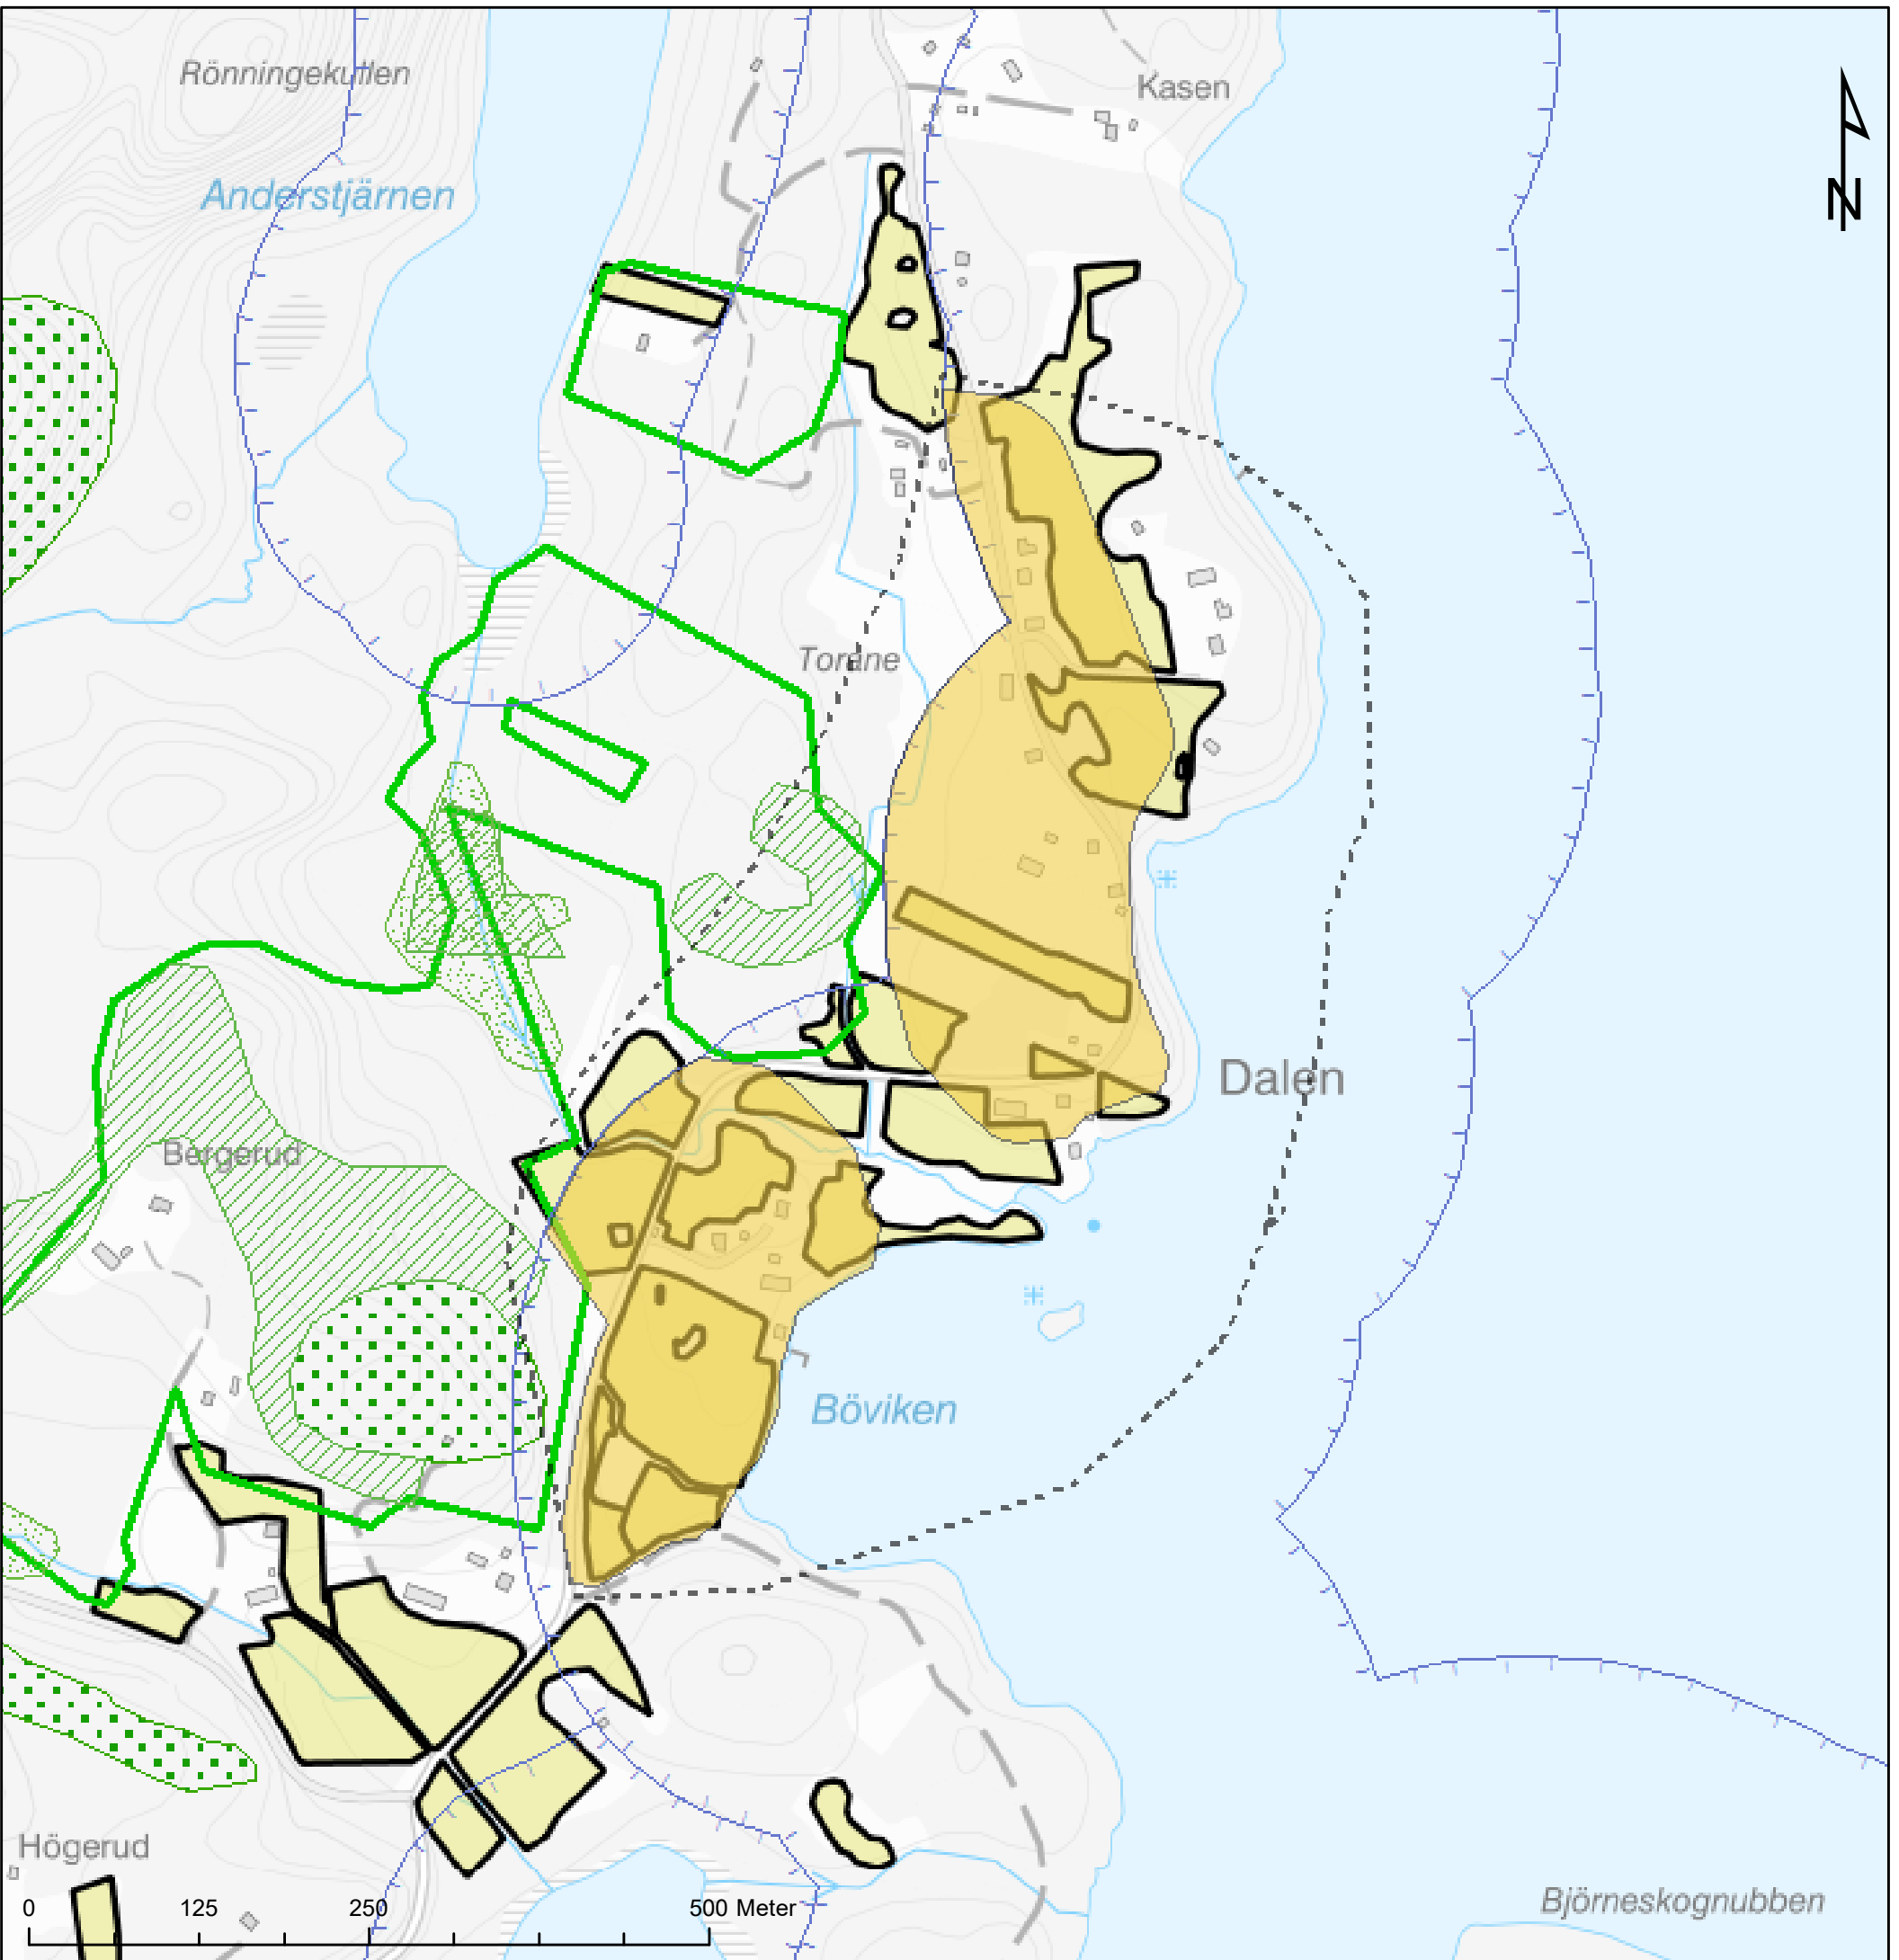 Rönningekullen
Kasen
Anderstjärnen
N
Torane
Dalen
Bergerud
Böviken
Högerud
0 125 250 500 Meter
Björneskognubben